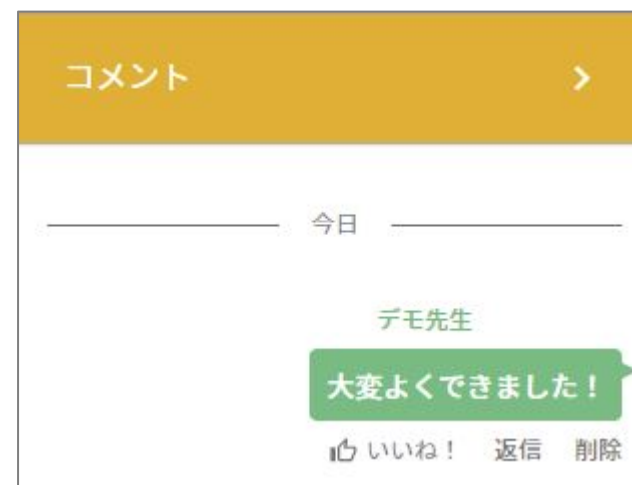 コメント
今日
デモ先生
大変よくできました！
いいね！ 返信 削除